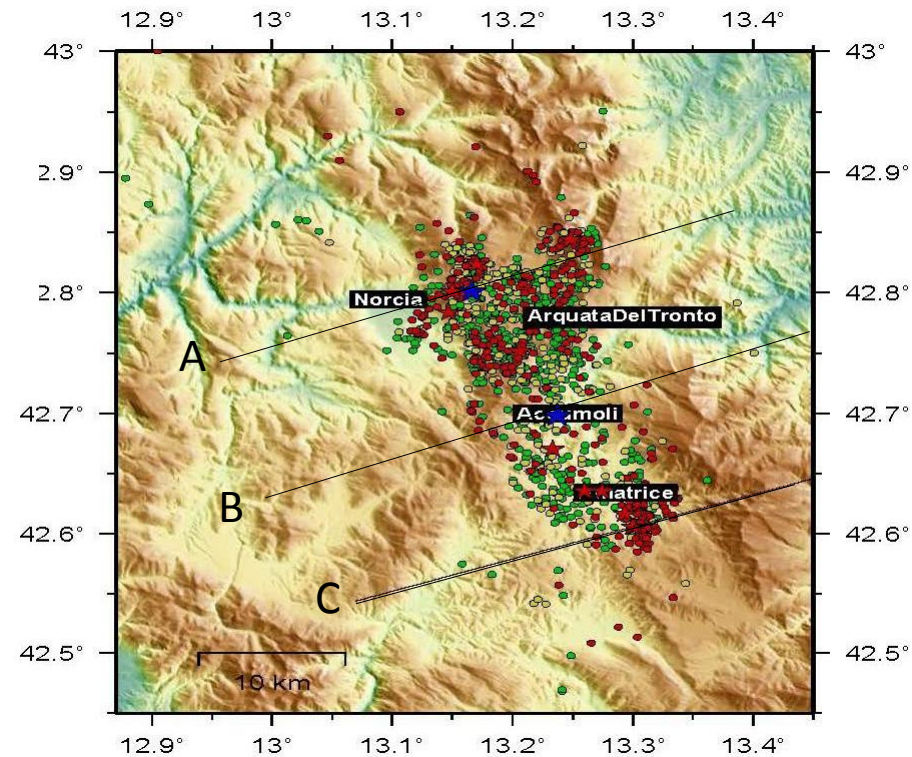 12.9° 13° 13.1° 13.2° 13.3° 13.4°
43° 43°
2.9° 42.9°
2.8° 42.8°
Norcia
ArquataDelTronto
A
42.7° 42.7°
B
42.6° 42.6°
C
42.5° 42.5°
10 km
12.9° 13° 13.1° 13.2° 13.3° 13.4°